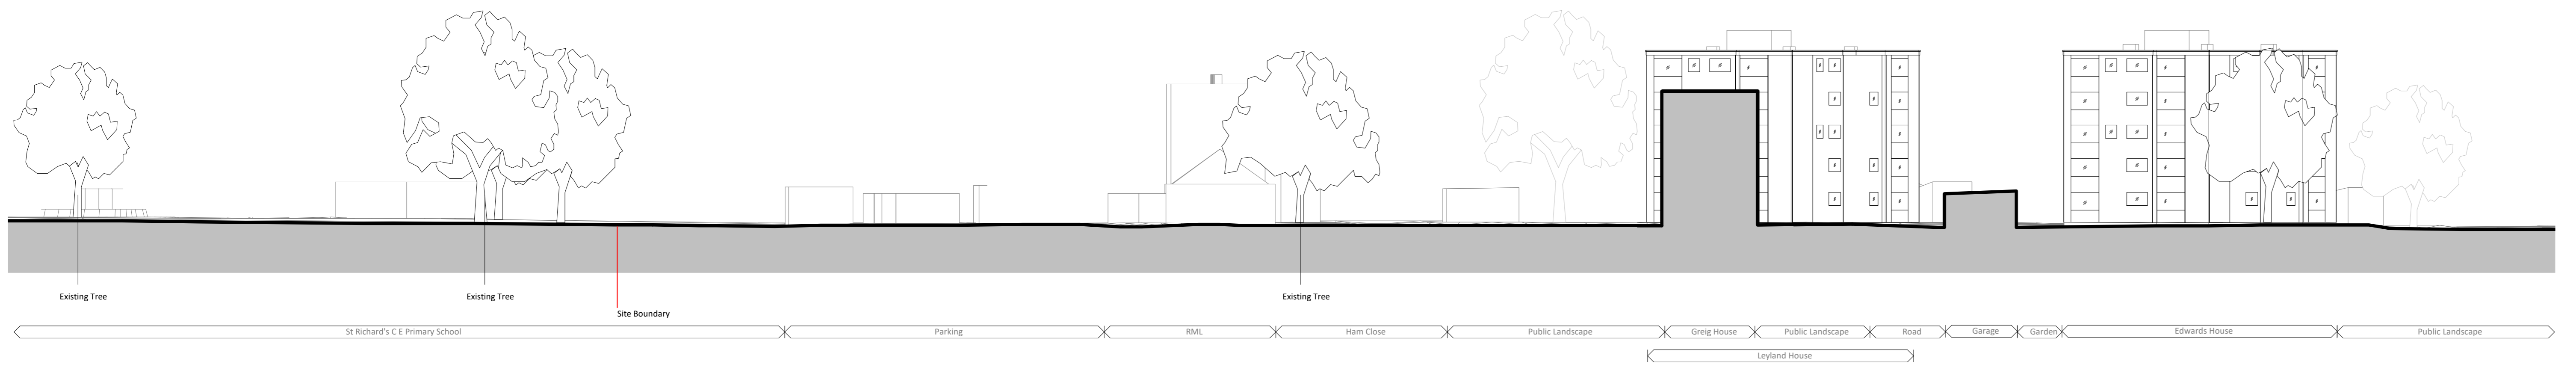 Existing Tree
Existing Tree
Existing Tree
Site Boundary
St Richard's C E Primary School
Parking
RML
Ham Close
Public Landscape
Greig House
Public Landscape
Road
Garage
Garden
Edwards House
Public Landscape
Leyland House